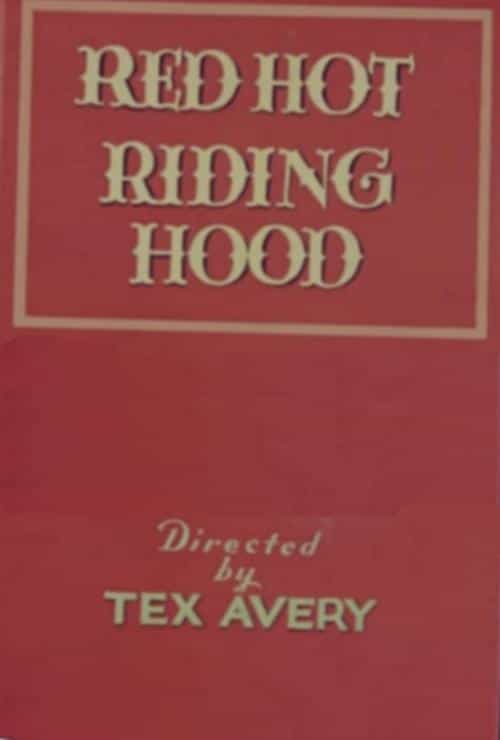 RED HOT
RIDING
HOOD
Directed
by
TEX AVERY